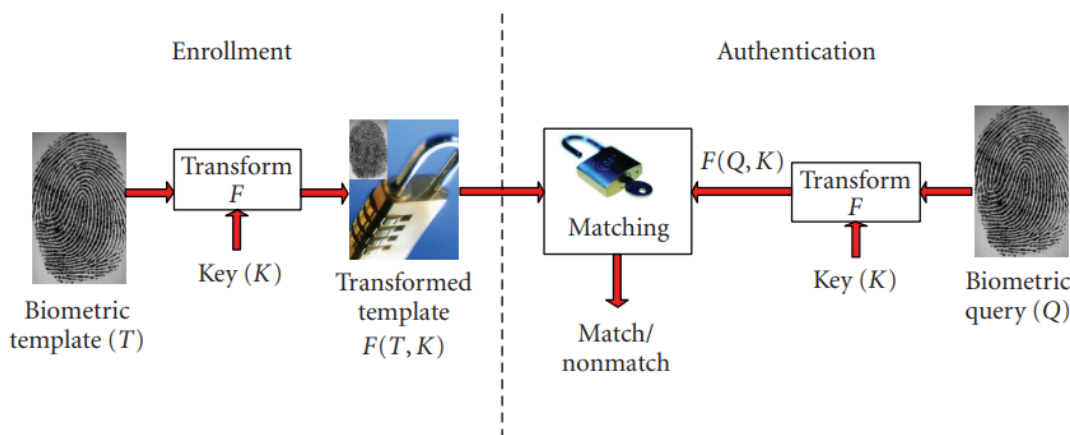 Enrollment
Authentication
Transform
F
Key (K)
Biometric
template (T)
Transformed
template
F(T, K)
Matching
Match/
nonmatch
F(Q, K)
Transform
F
Key (K)
Biometric
query (Q)